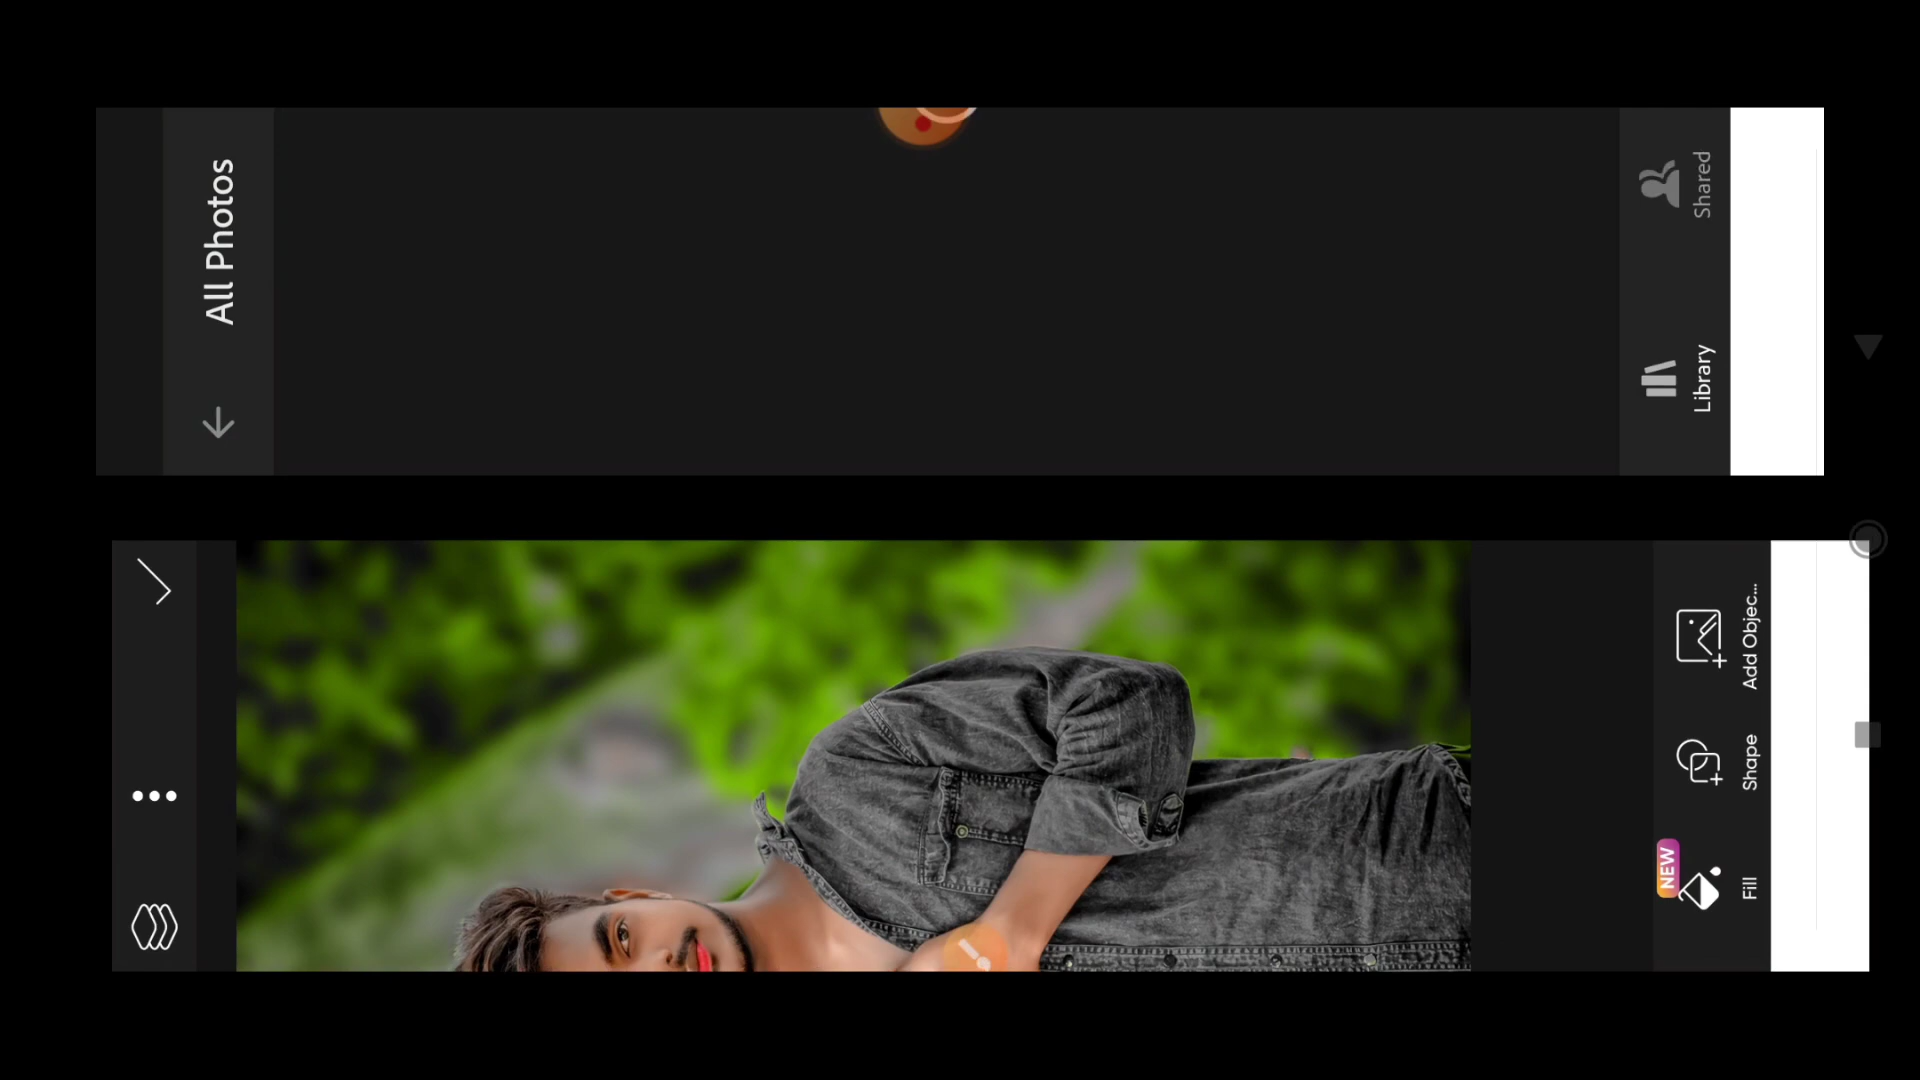 All Photos
Library
Shared
NEW
Fill
Shape
Add Objec...